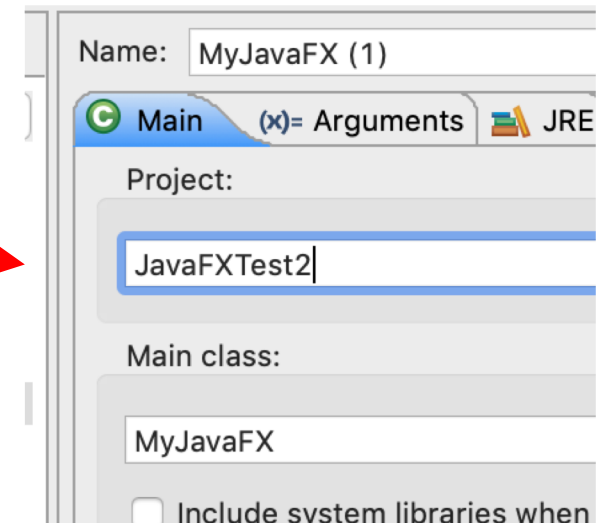 Name: MyJavaFX (1)
Main (x)= Arguments JRE
Project:
JavaFXTest2
Main class:
MyJavaFX
Include system libraries when